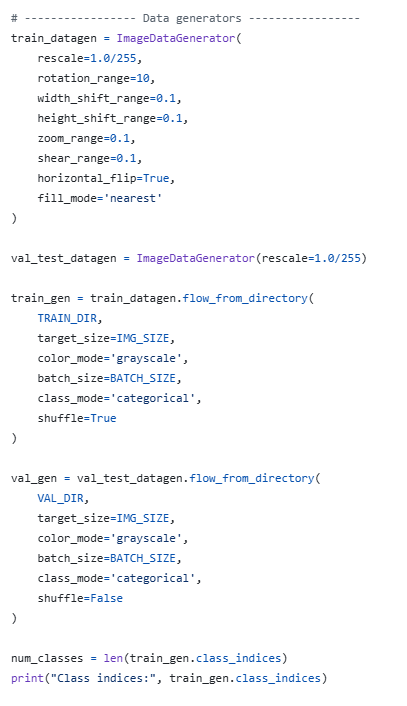 # ----------------- Data generators -----------------
train_datagen = ImageDataGenerator(
    rescale=1.0/255,
    rotation_range=10,
    width_shift_range=0.1,
    height_shift_range=0.1,
    zoom_range=0.1,
    shear_range=0.1,
    horizontal_flip=True,
    fill_mode='nearest'
)

val_test_datagen = ImageDataGenerator(rescale=1.0/255)

train_gen = train_datagen.flow_from_directory(
    TRAIN_DIR,
    target_size=IMG_SIZE,
    color_mode='grayscale',
    batch_size=BATCH_SIZE,
    class_mode='categorical',
    shuffle=True
)

val_gen = val_test_datagen.flow_from_directory(
    VAL_DIR,
    target_size=IMG_SIZE,
    color_mode='grayscale',
    batch_size=BATCH_SIZE,
    class_mode='categorical',
    shuffle=False
)

num_classes = len(train_gen.class_indices)
print("Class indices:", train_gen.class_indices)